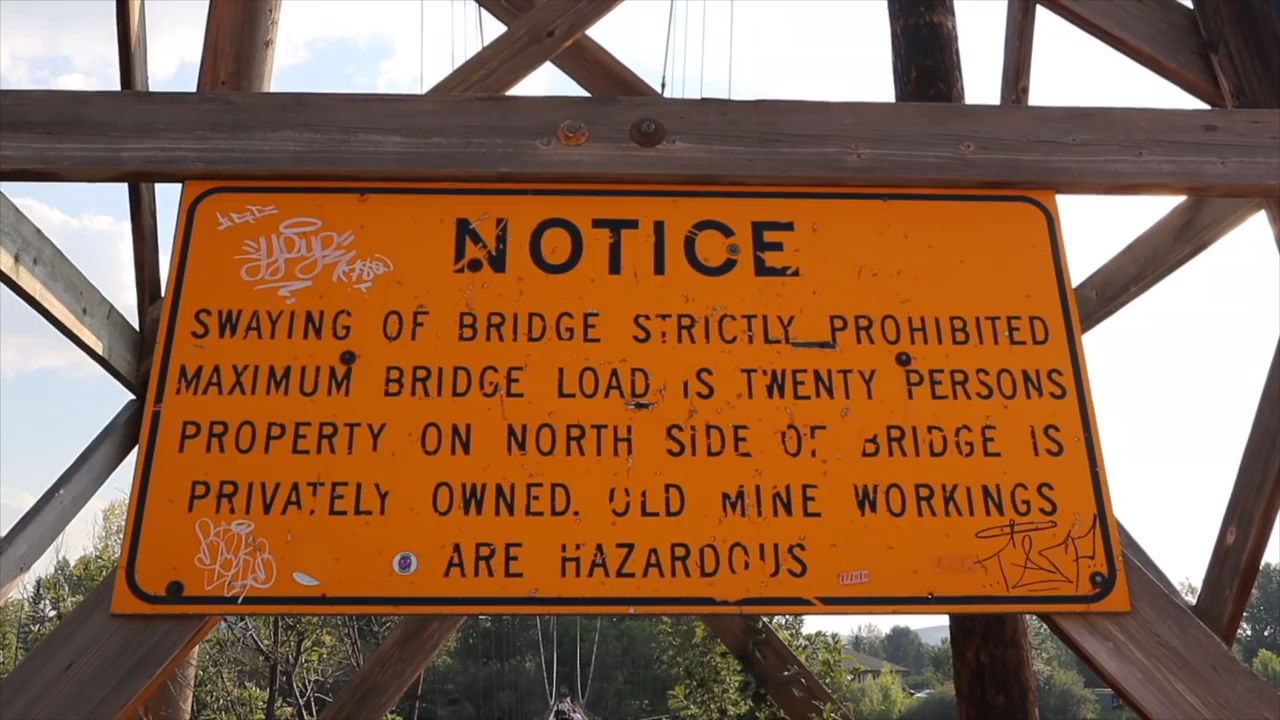 NOTICE
SWAYING OF BRIDGE STRICTLY PROHIBITED
MAXIMUM BRIDGE LOAD IS TWENTY PERSONS
PROPERTY ON NORTH SIDE OF BRIDGE IS
PRIVATELY OWNED. OLD MINE WORKINGS
ARE HAZARDOUS